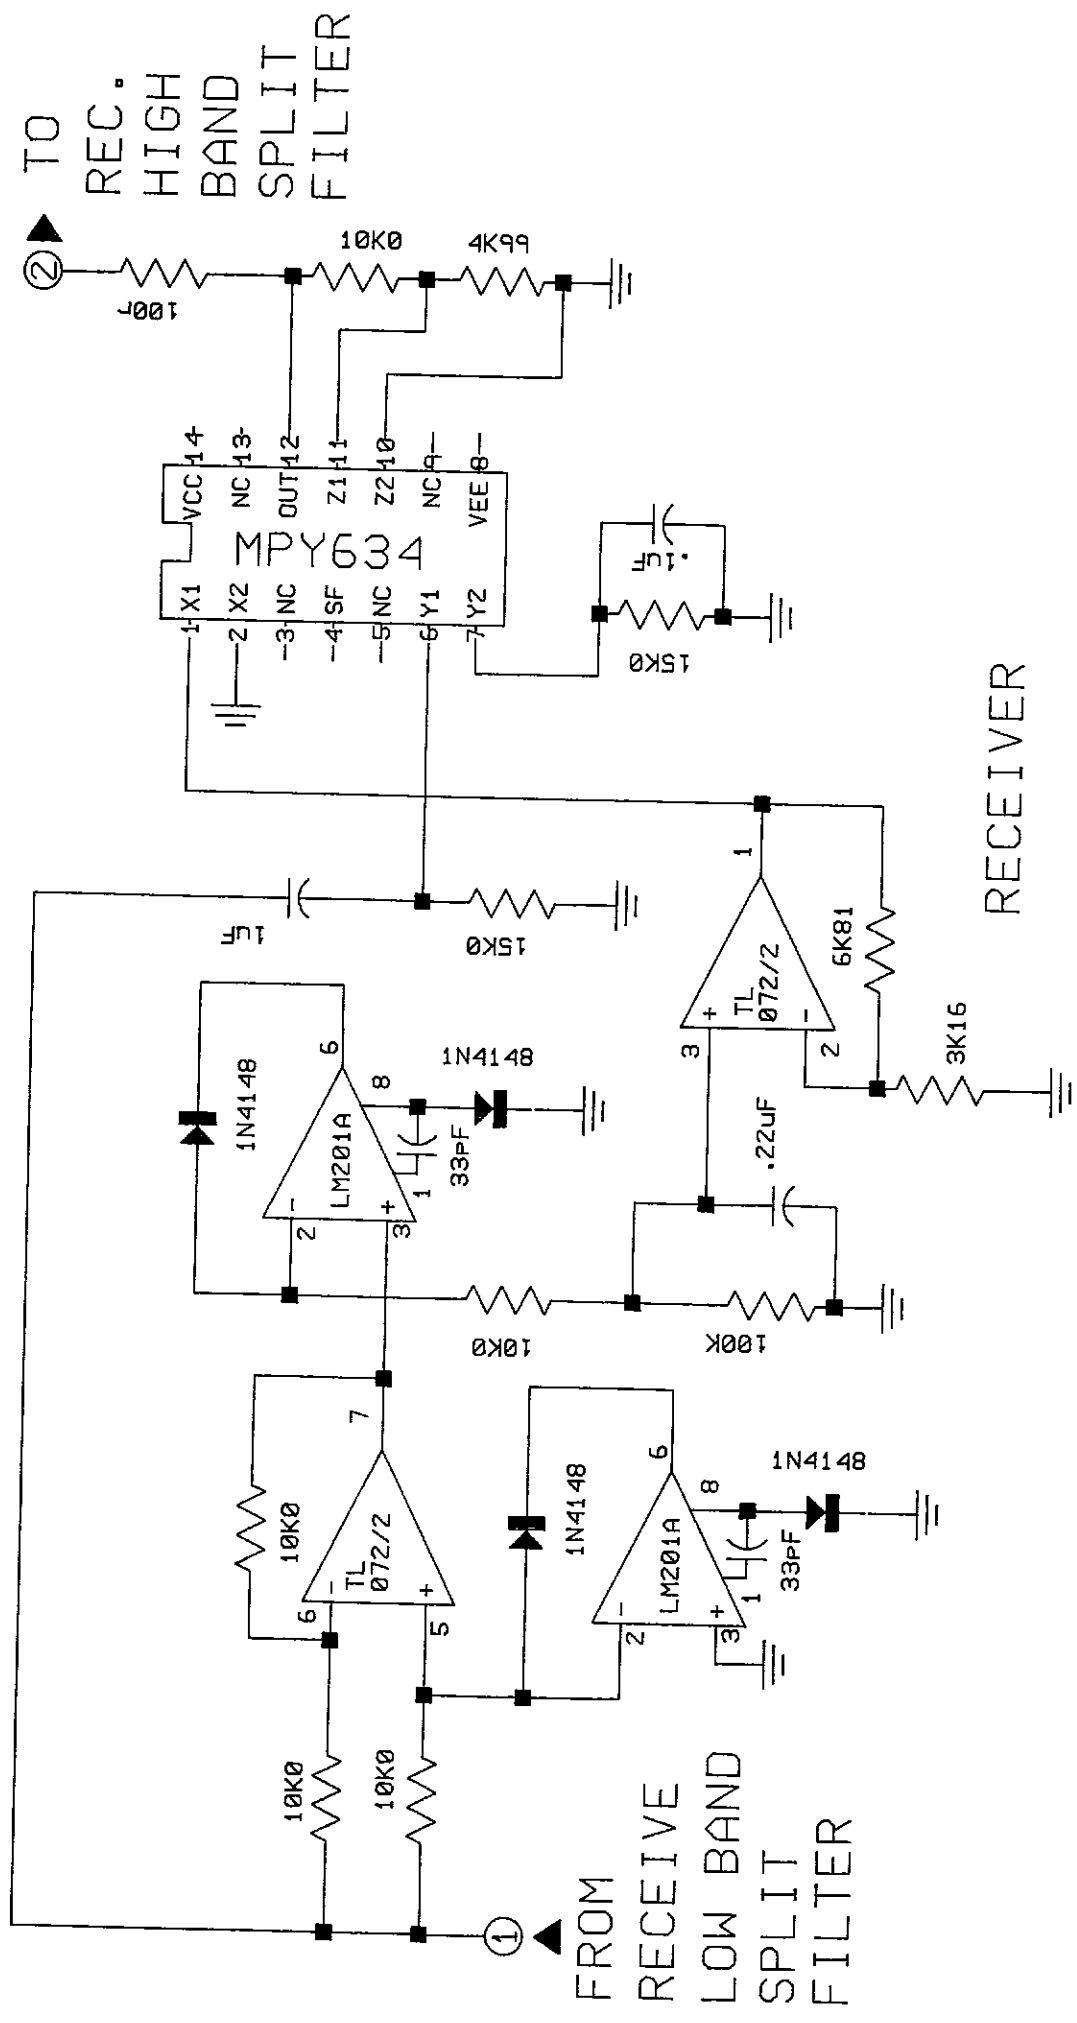 FROM
RECEIVE
LOW BAND
SPLIT
FILTER
1
10K0
10K0
10K0
6
5
7
TL
072/2
-
+
1N4148
2
3
6
8
1
LM201A
-
+
33pF
1N4148
10K0
100K
.22uF
1N4148
2
3
6
8
1
LM201A
-
+
33pF
1N4148
1uF
15K0
3
2
1
TL
072/2
+
-
6K81
3K16
MPY634
1 X1
2 X2
3 NC
4 SF
5 NC
6 Y1
7 Y2
VCC 14
NC 13
OUT 12
Z1 11
Z2 10
NC 9
VEE 8
15K0
.1uF
100r
10K0
4K99
2
TO
REC.
HIGH
BAND
SPLIT
FILTER
RECEIVER